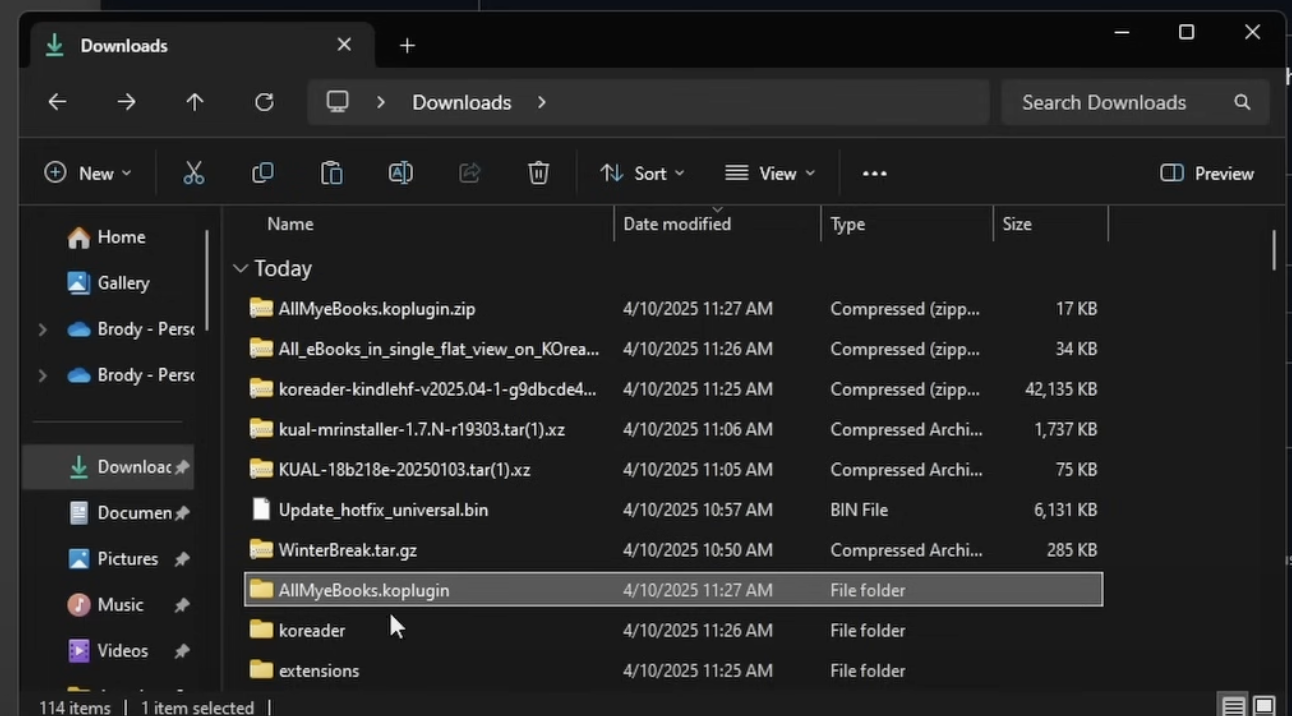 Downloads
Downloads
Search Downloads
New
Sort
View
Preview
Name Date modified Type Size
Home
Gallery
Brody - Perso
Brody - Perso
Downloac
Documen
Pictures
Music
Videos
Today
AllMyeBooks.koplugin.zip 4/10/2025 11:27 AM Compressed (zipp... 17 KB
All_eBooks_in_single_flat_view_on_KOrea... 4/10/2025 11:26 AM Compressed (zipp... 34 KB
koreader-kindlehf-v2025.04-1-g9dbcde4... 4/10/2025 11:25 AM Compressed (zipp... 42,135 KB
kual-mrinstaller-1.7.N-r19303.tar(1).xz 4/10/2025 11:06 AM Compressed Archi... 1,737 KB
KUAL-18b218e-20250103.tar(1).xz 4/10/2025 11:05 AM Compressed Archi... 75 KB
Update_hotfix_universal.bin 4/10/2025 10:57 AM BIN File 6,131 KB
WinterBreak.tar.gz 4/10/2025 10:50 AM Compressed Archi... 285 KB
AllMyeBooks.koplugin 4/10/2025 11:27 AM File folder
koreader 4/10/2025 11:26 AM File folder
extensions 4/10/2025 11:25 AM File folder
114 items 1 item selected